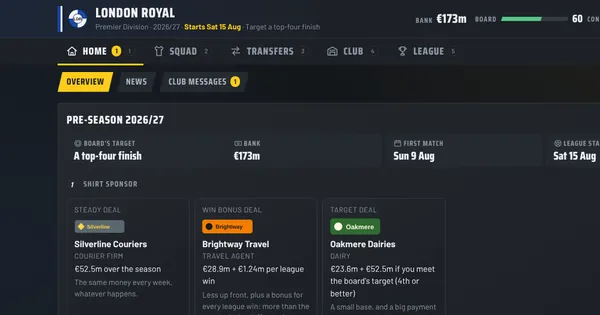 LONDON ROYAL
Premier Division · 2026/27 · Starts Sat 15 Aug · Target a top-four finish
BANK €173m BOARD 60
HOME 1 1 SQUAD 2 TRANSFERS 3 CLUB 4 LEAGUE 5
OVERVIEW NEWS CLUB MESSAGES 1
PRE-SEASON 2026/27
BOARD'S TARGET BANK FIRST MATCH
A top-four finish €173m Sun 9 Aug Sat 15 Aug
1 SHIRT SPONSOR
STEADY DEAL WIN BONUS DEAL TARGET DEAL
Silverline Brightway Oakmere
Silverline Couriers Brightway Travel Oakmere Dairies
COURIER FIRM TRAVEL AGENT DAIRY
€52.5m over the season €28.9m + €1.24m per league €23.6m + €52.5m if you meet
The same money every week, win the board's target (4th or
whatever happens. Less up front, plus a bonus for better)
every league win: more than the A small base, and a big payment